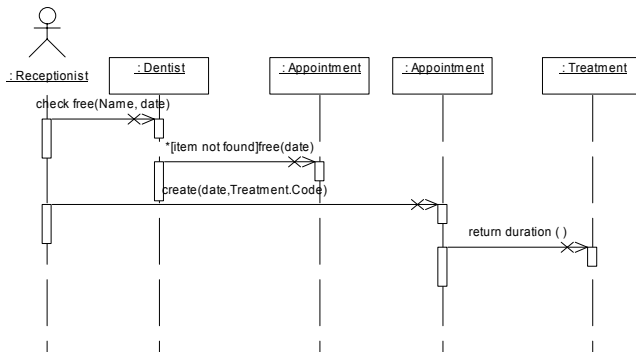 : Receptionist
: Dentist
: Appointment
: Appointment
: Treatment
check free(Name, date)
*[item not found]free(date)
create(date,Treatment.Code)
return duration ( )